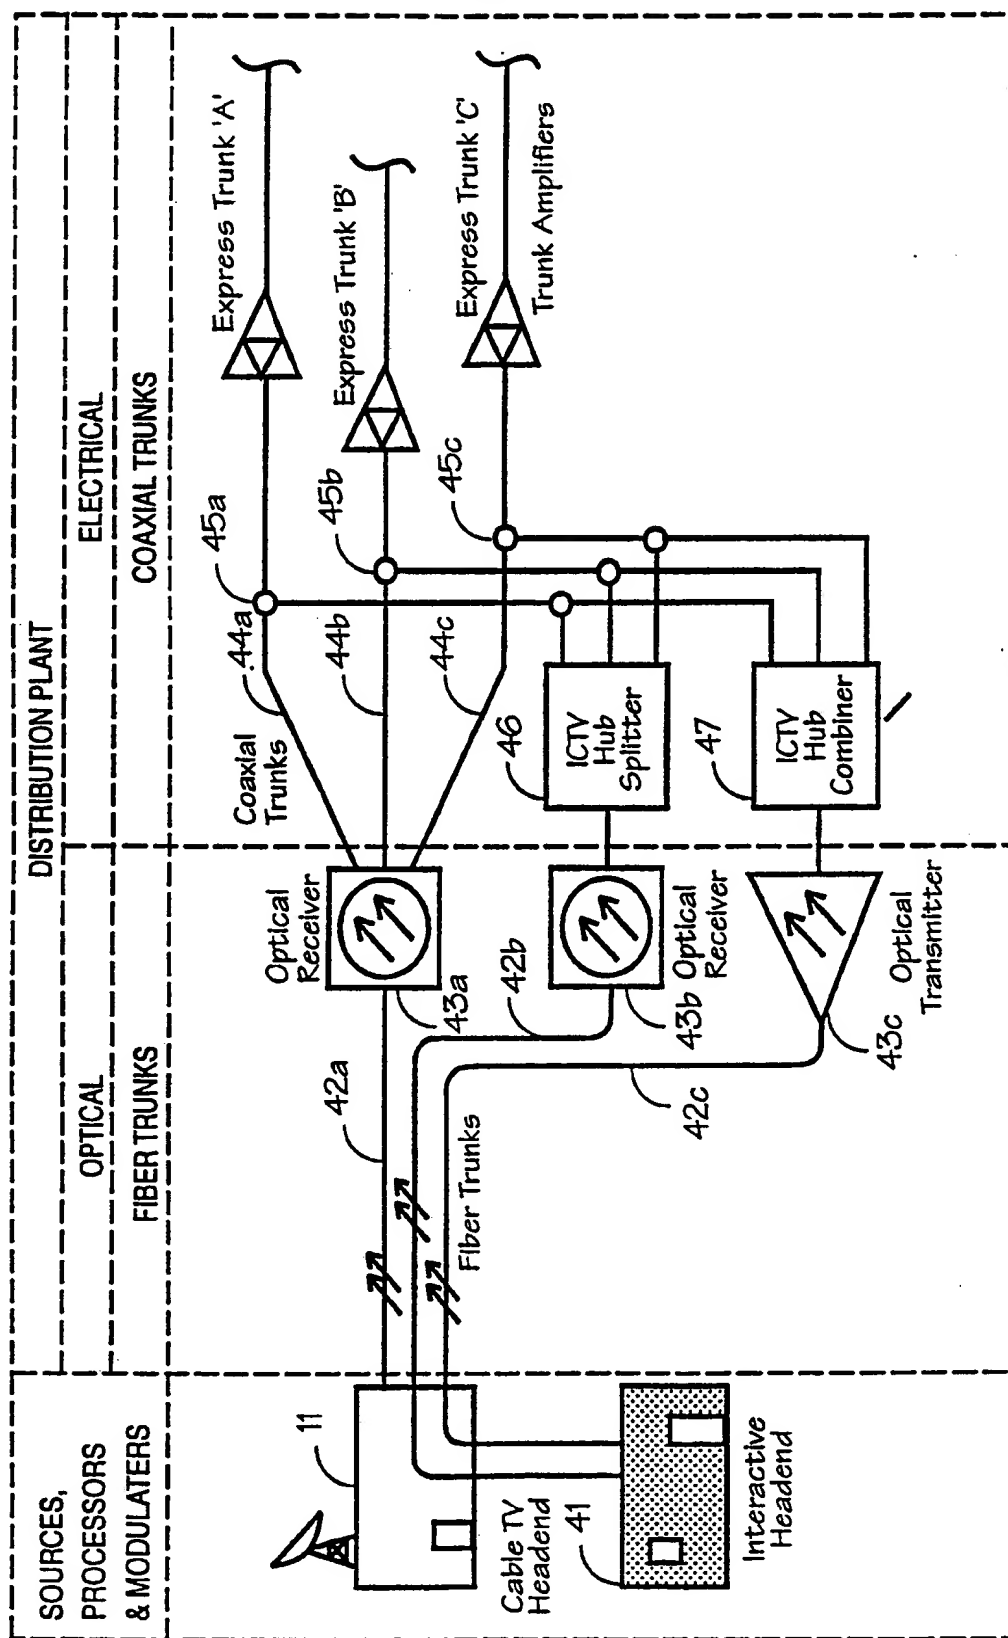 SOURCES,
PROCESSORS
& MODULATERS
DISTRIBUTION PLANT
OPTICAL
ELECTRICAL
FIBER TRUNKS
COAXIAL TRUNKS
11
Cable TV
Headend
41
Interactive
Headend
42a
Fiber Trunks
42b
42c
Optical
Receiver
43a
43b
Optical
Receiver
43c
Optical
Transmitter
Coaxial
Trunks
44a
44b
44c
46
ICTV
Hub
Splitter
47
ICTV
Hub
Combiner
45a
45b
45c
Express Trunk 'A'
Express Trunk 'B'
Express Trunk 'C'
Trunk Amplifiers